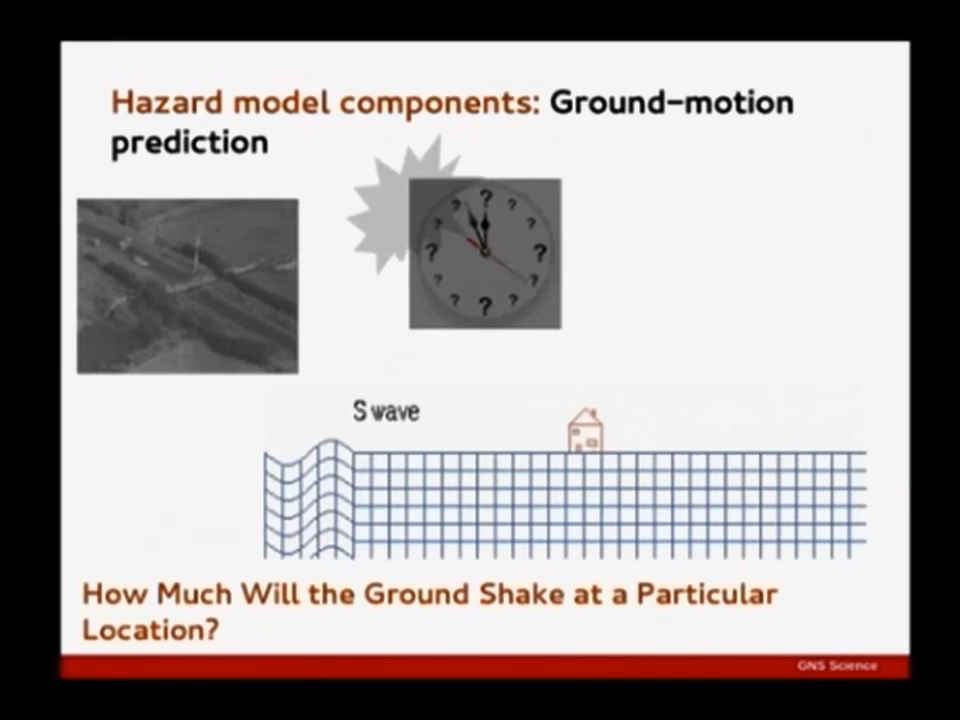 Hazard model components: Ground-motion
prediction
? ? ? ? ? ? ? ? ? ? ? ?
S wave
How Much Will the Ground Shake at a Particular
Location?
GNS Science